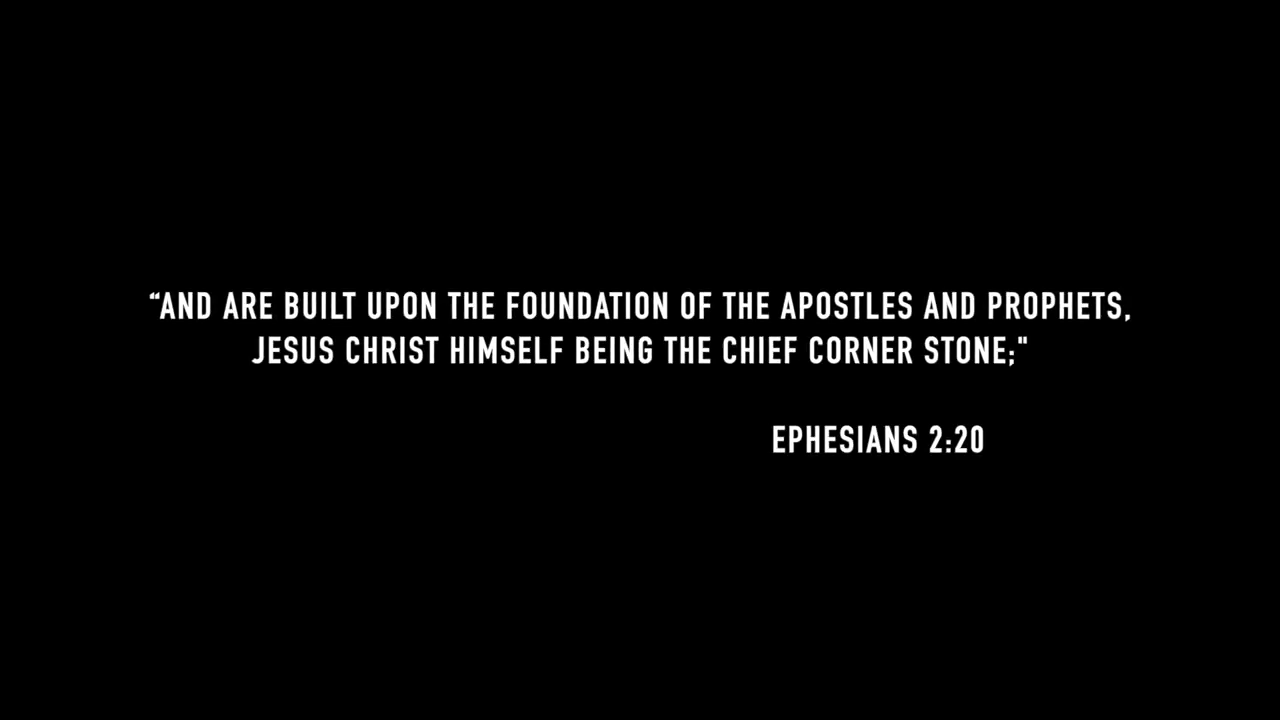 “AND ARE BUILT UPON THE FOUNDATION OF THE APOSTLES AND PROPHETS,
JESUS CHRIST HIMSELF BEING THE CHIEF CORNER STONE;"
EPHESIANS 2:20